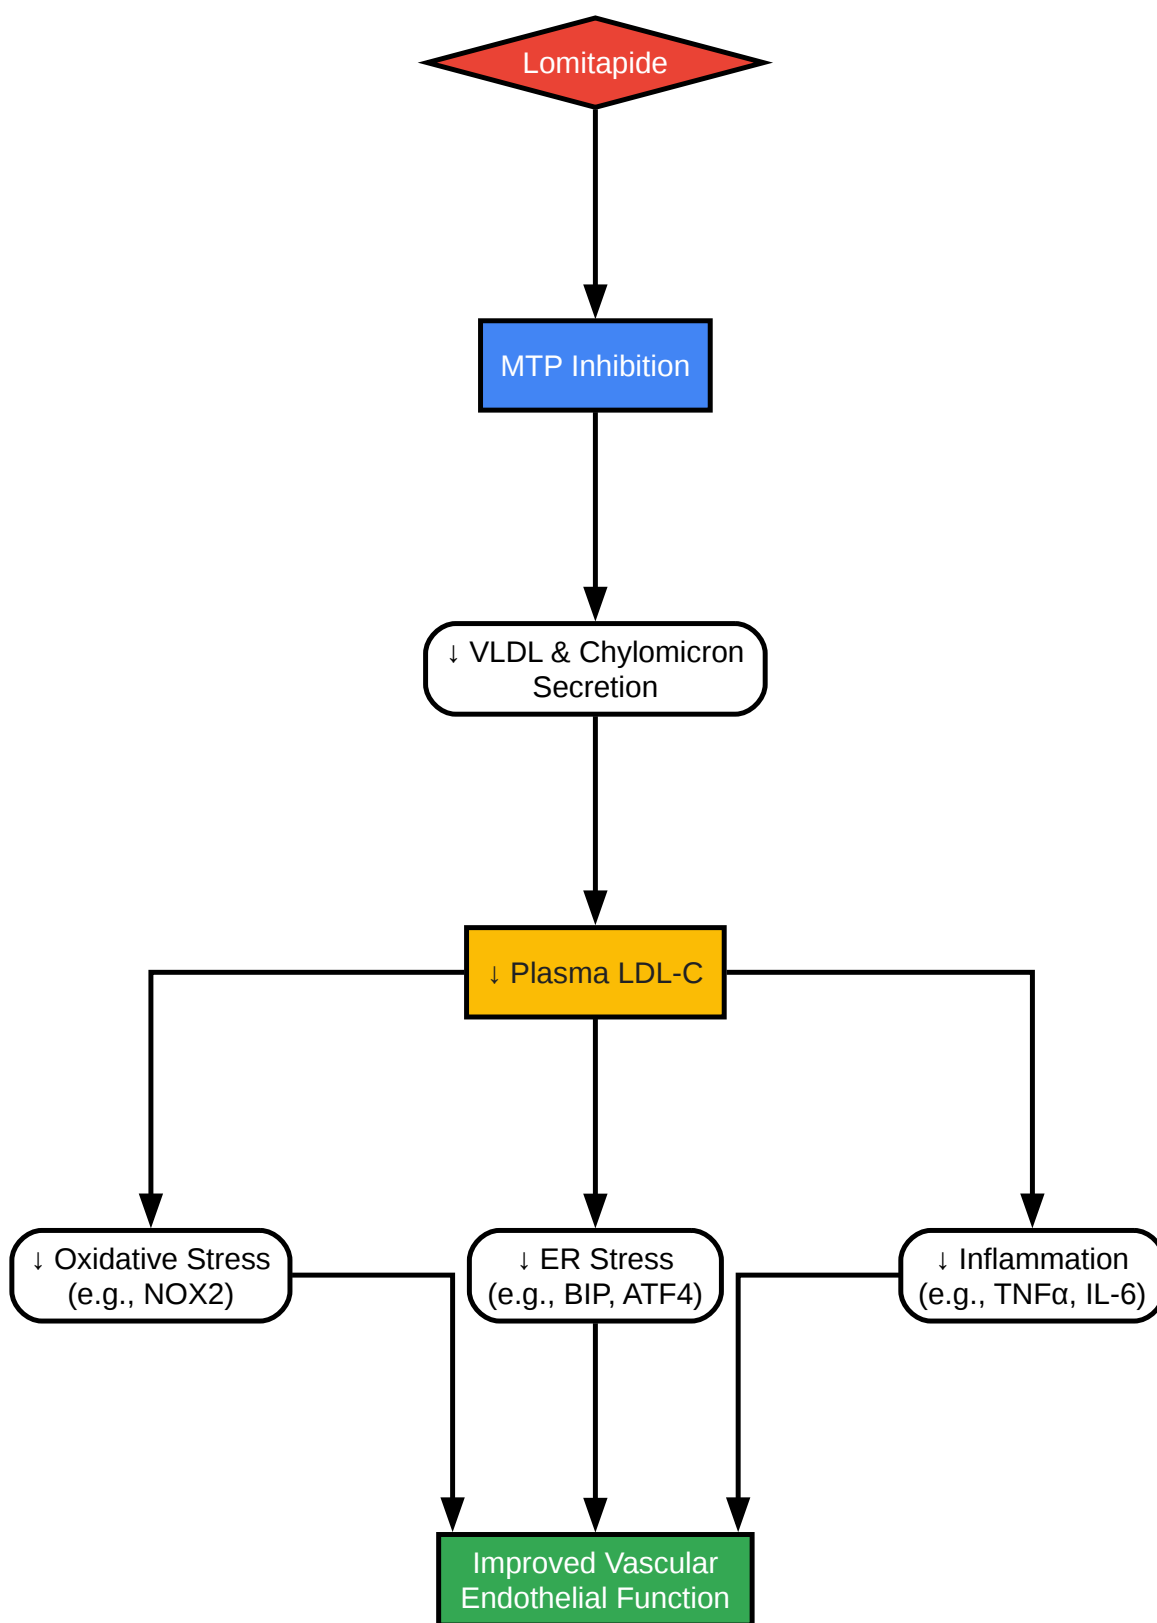 Lomitapide
MTP Inhibition
↓ VLDL & Chylomicron
Secretion
↓ Plasma LDL-C
↓ Oxidative Stress
(e.g., NOX2)
↓ ER Stress
(e.g., BIP, ATF4)
↓ Inflammation
(e.g., TNFα, IL-6)
Improved Vascular
Endothelial Function